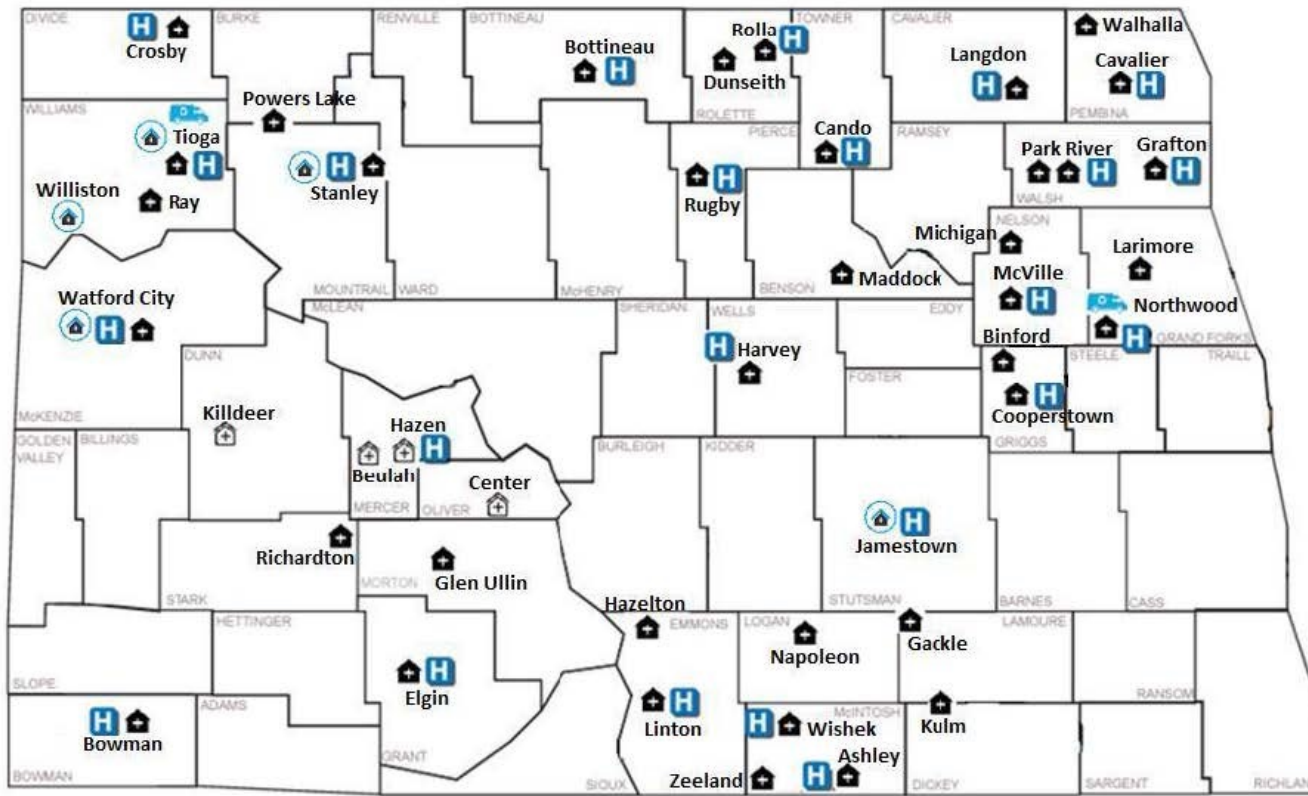 DIVIDE
BURKE
RENVILLE
BOTTINEAU
TOWNER
CAVALIER
Walhalla
H
Crosby
Bottineau
H
Rolla
H
Dunseith
ROLETTE
Langdon
H
Cavalier
H
PEMBINA
WILLIAMS
Powers Lake
Tioga
H
PIERCE
Cando
H
RAMSEY
Park River
H
Grafton
H
WALSH
H
Stanley
H
Rugby
Williston
Ray
NELSON
Michigan
Larimore
Maddock
McVille
H
Watford City
H
MOUNTRAIL
WARD
McHENRY
BENSON
Northwood
H
GRAND FORKS
McLEAN
SHERIDAN
WELLS
EDDY
Binford
STEELE
TRAILL
H
Harvey
DUNN
FOSTER
H
Cooperstown
GRIGGS
McKENZIE
Killdeer
Hazen
H
GOLDEN
VALLEY
BILLINGS
BURLEIGH
KIDDER
Beulah
Center
MERCER
OLIVER
H
Jamestown
Richardton
MORTON
Glen Ullin
STARK
STUTSMAN
BARNES
CASS
HETTINGER
Hazelton
EMMONS
LOGAN
LAMOURE
Gackle
Napoleon
H
Elgin
SLOPE
RANSOM
ADAMS
H
Linton
McINTOSH
H
Wishek
Kulm
H
Bowman
Ashley
H
Zeeland
GRANT
BOWMAN
SIOUX
DICKEY
SARGENT
RICHLAN